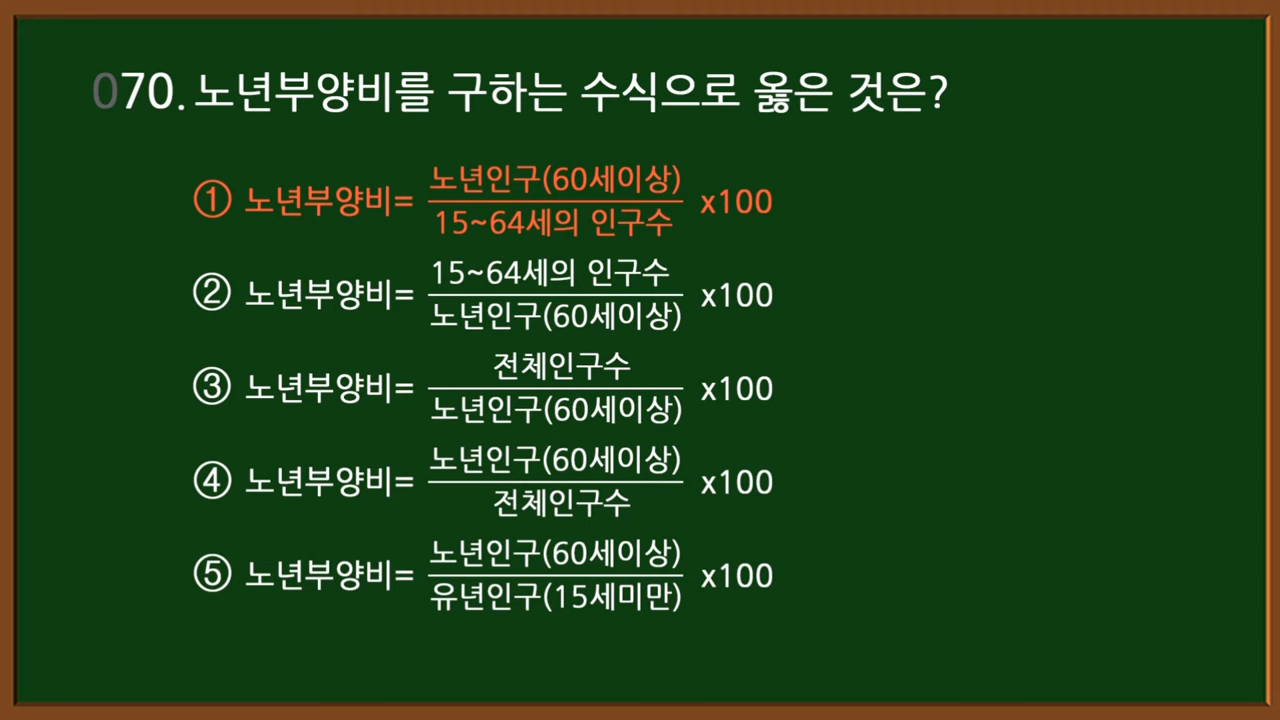 070. 노년부양비를 구하는 수식으로 옳은 것은?
① 노년부양비= 노년인구(60세이상) x100
15~64세의 인구수
② 노년부양비= 15~64세의 인구수 x100
노년인구(60세이상)
③ 노년부양비= 전체인구수 x100
노년인구(60세이상)
④ 노년부양비= 노년인구(60세이상) x100
전체인구수
⑤ 노년부양비= 노년인구(60세이상) x100
유년인구(15세미만)